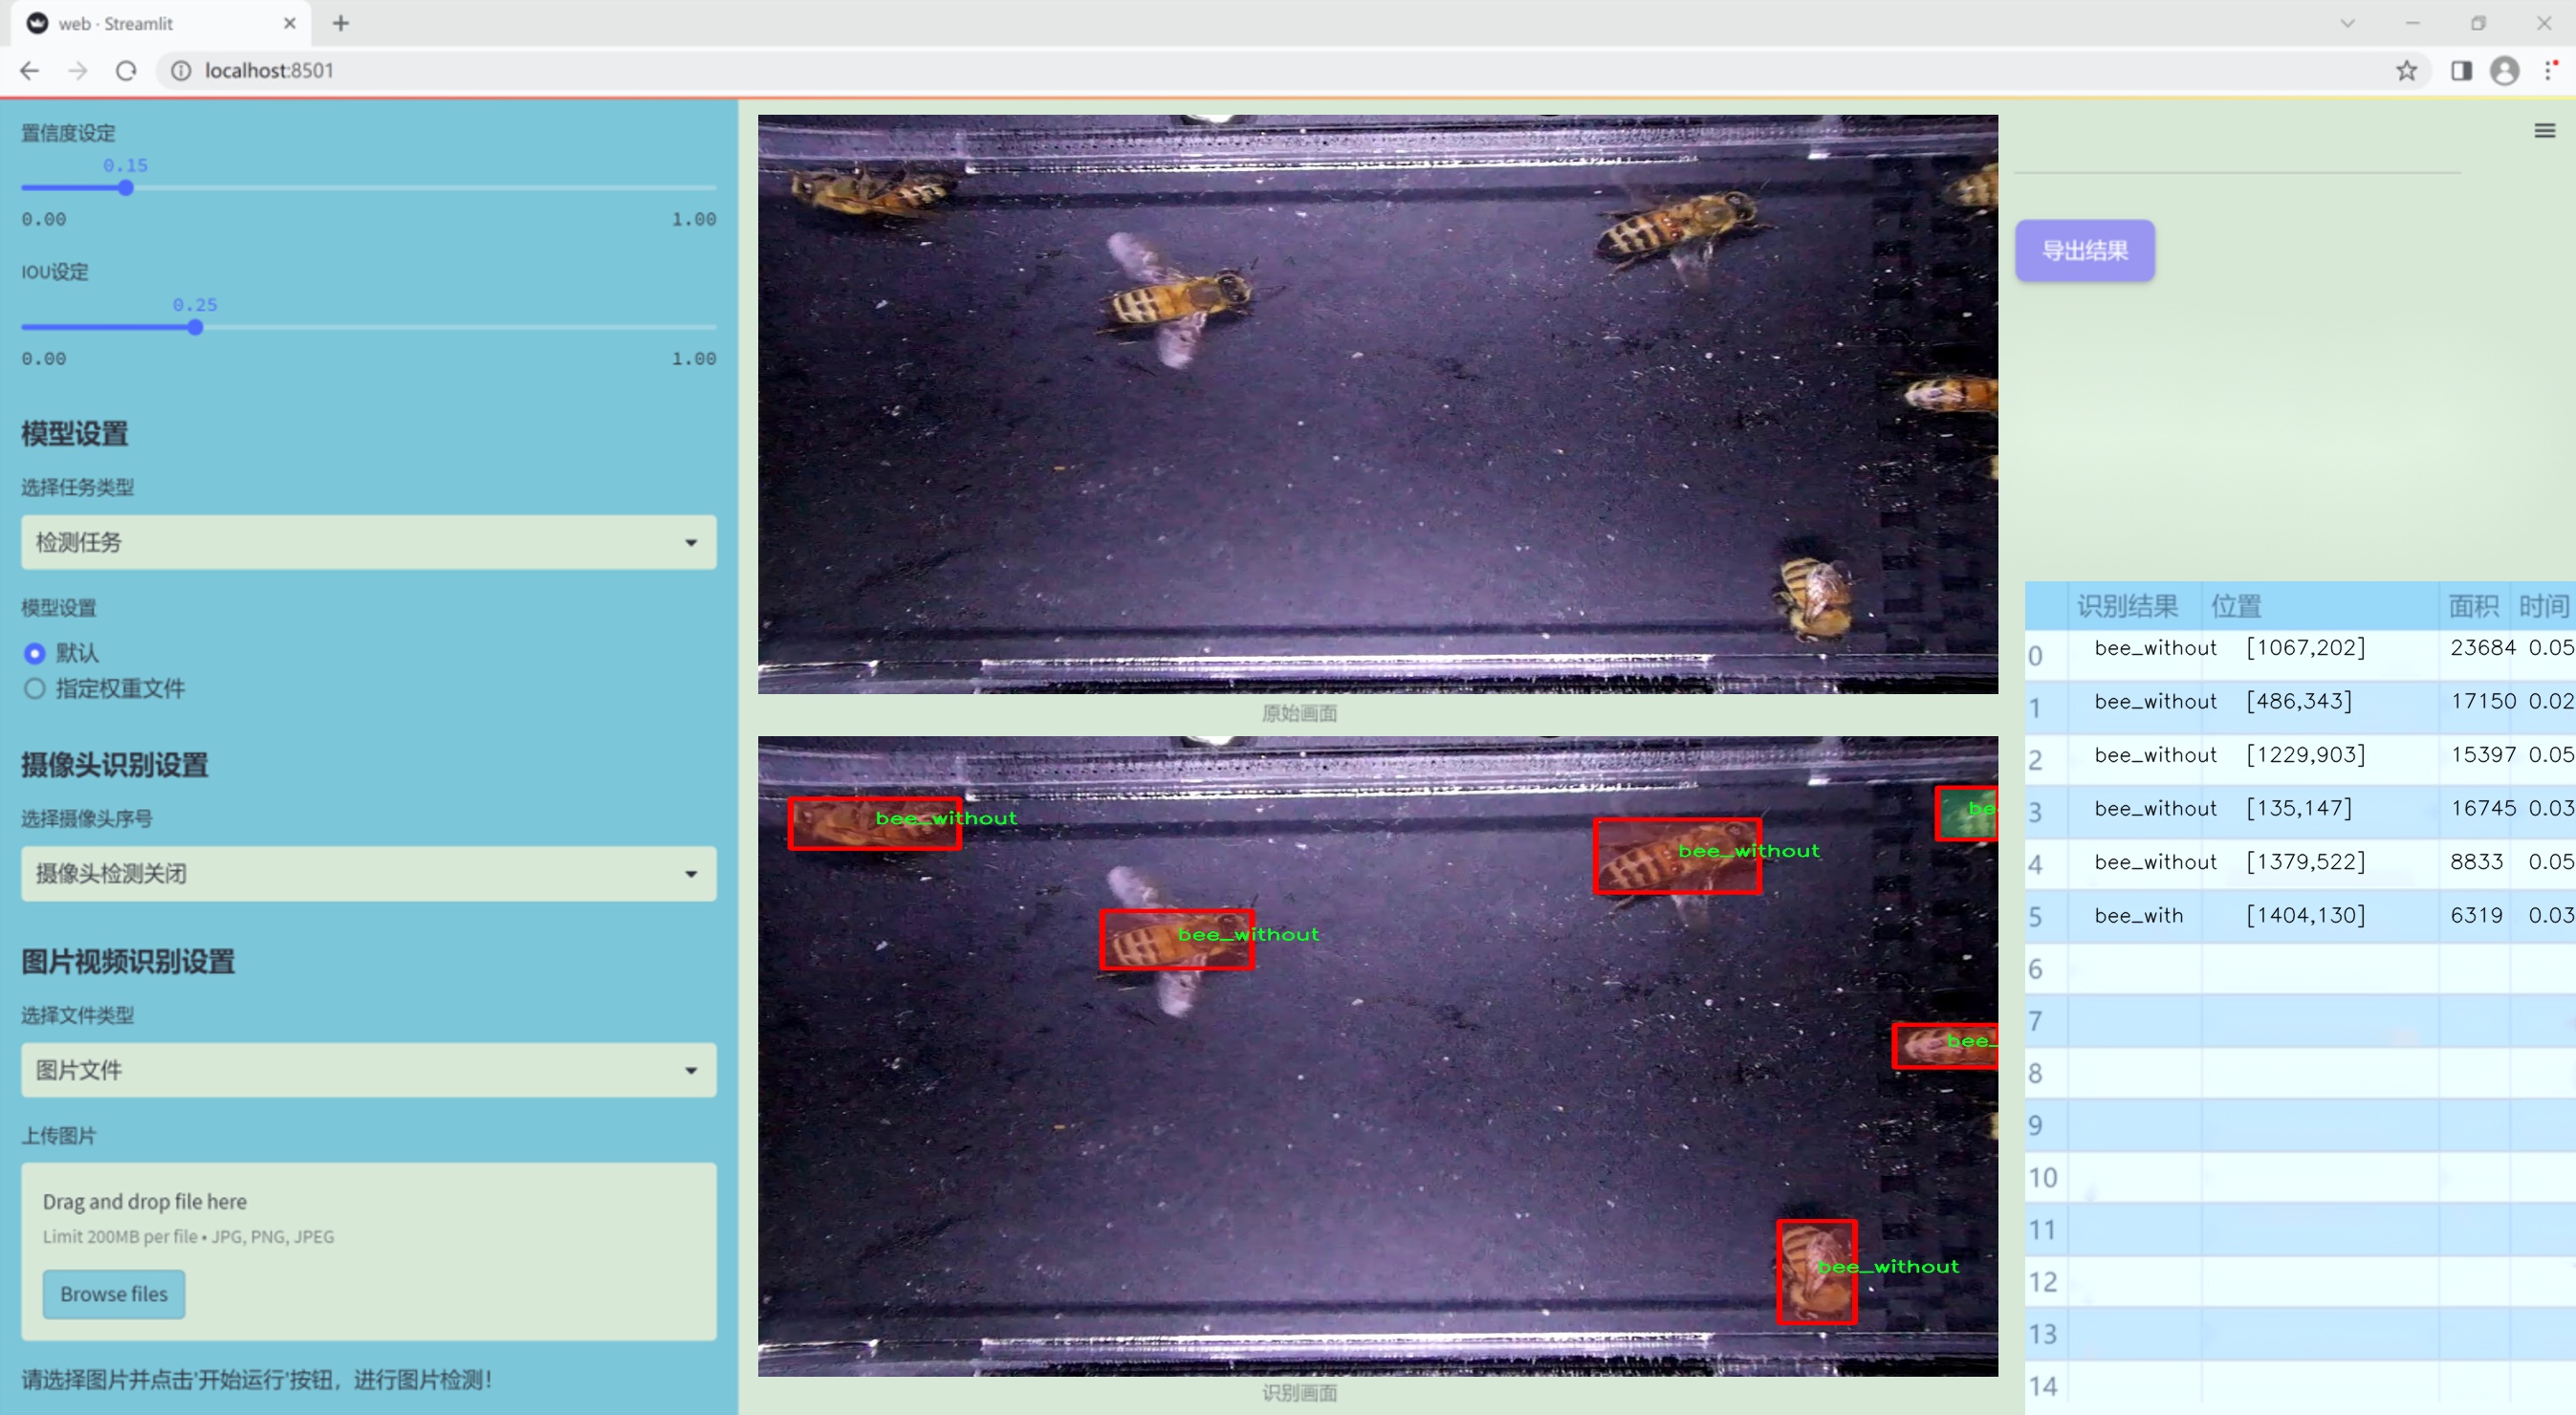 web · Streamlit
localhost:8501
置信度设定
0.15
0.00 1.00
IOU设定
0.25
0.00 1.00
模型设置
选择任务类型
检测任务
模型设置
默认
指定权重文件
摄像头识别设置
选择摄像头序号
摄像头检测关闭
图片视频识别设置
选择文件类型
图片文件
上传图片
Drag and drop file here
Limit 200MB per file • JPG, PNG, JPEG
Browse files
请选择图片并点击'开始运行'按钮，进行图片检测！
原始画面
be
bee_without
bee_without
bee_without
bee_
bee_without
识别画面
导出结果
识别结果 位置 面积 时间
0 bee_without [1067,202] 23684 0.05
1 bee_without [486,343] 17150 0.02
2 bee_without [1229,903] 15397 0.05
3 bee_without [135,147] 16745 0.03
4 bee_without [1379,522] 8833 0.05
5 bee_with [1404,130] 6319 0.03
6
7
8
9
10
11
12
13
14